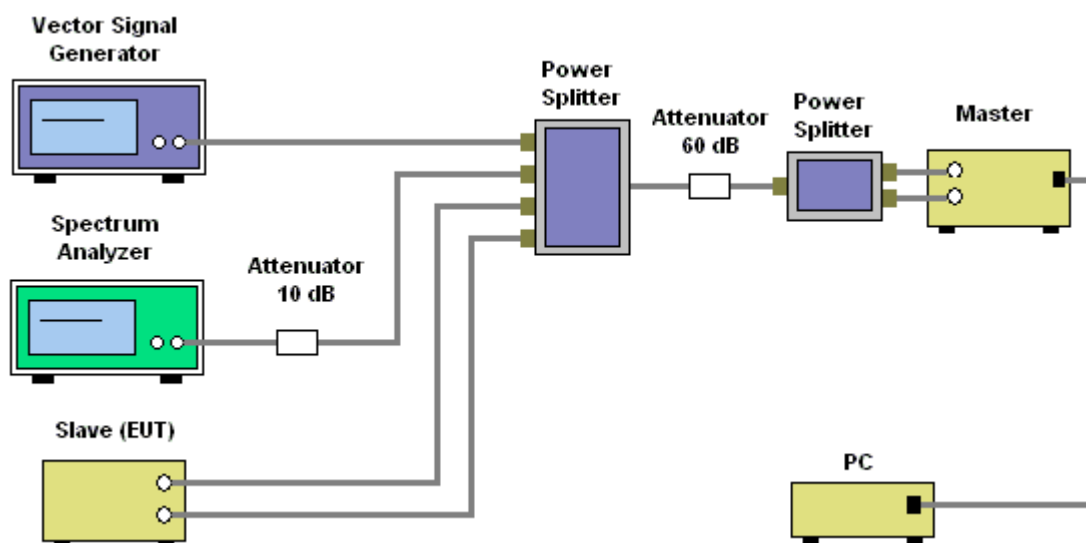 Vector Signal
Generator
Power
Splitter
Attenuator
60 dB
Power
Splitter
Master
Spectrum
Analyzer
Attenuator
10 dB
Slave (EUT)
PC